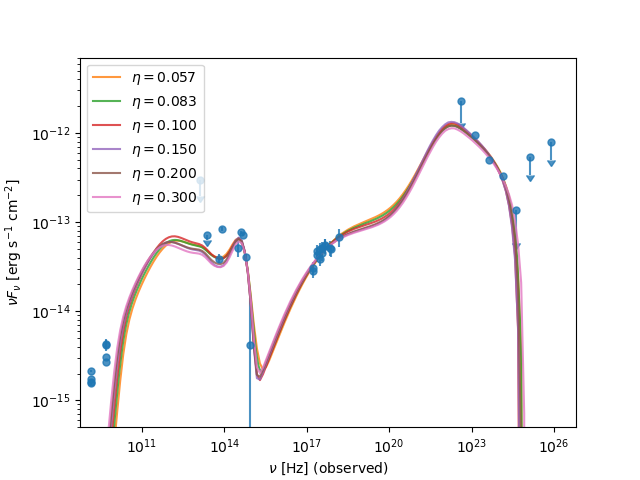 η = 0.057
η = 0.083
η = 0.100
η = 0.150
η = 0.200
η = 0.300
10⁻¹²
10⁻¹³
10⁻¹⁴
10⁻¹⁵
νFν [erg s⁻¹ cm⁻²]
10¹¹ 10¹⁴ 10¹⁷ 10²⁰ 10²³ 10²⁶
ν [Hz] (observed)